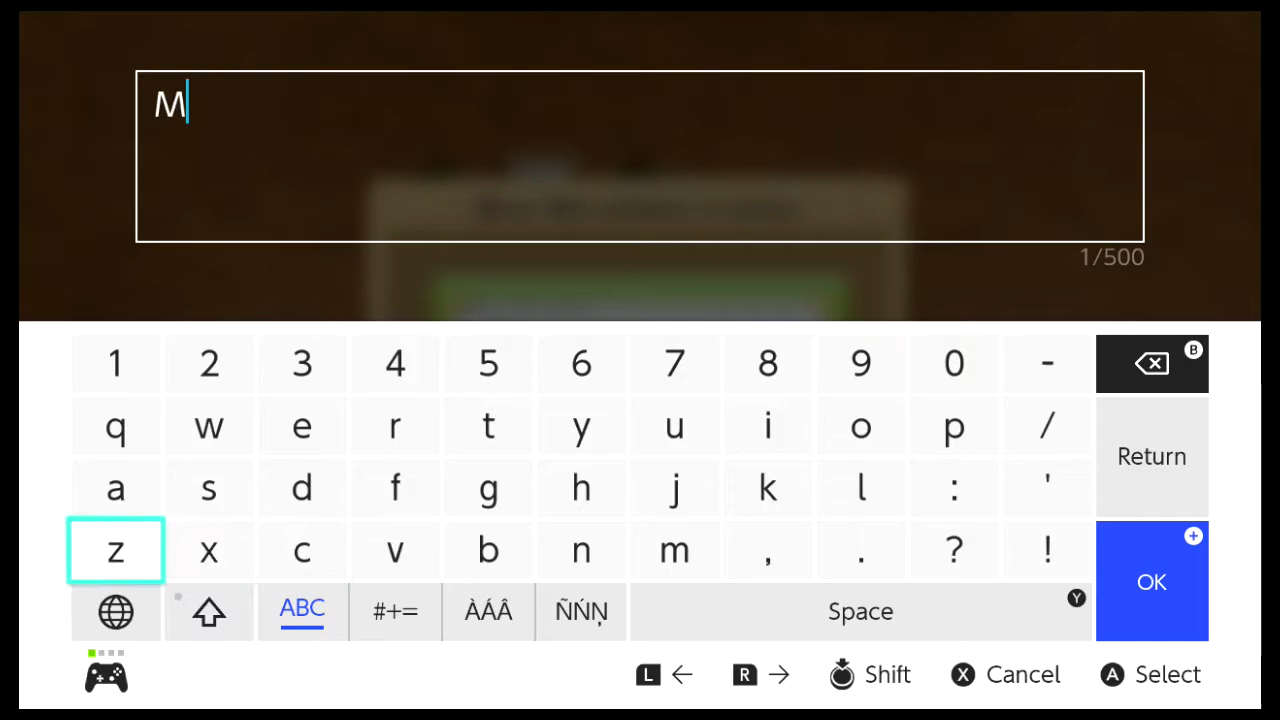 M
1/500
1 2 3 4 5 6 7 8 9 0 - B
q w e r t y u i o p /
Return
a s d f g h j k l : '
z x c v b n m , . ? ! +
OK
ABC #+= ÀÁÂ ÑŃŅ Space Y
L ← R → Shift X Cancel A Select